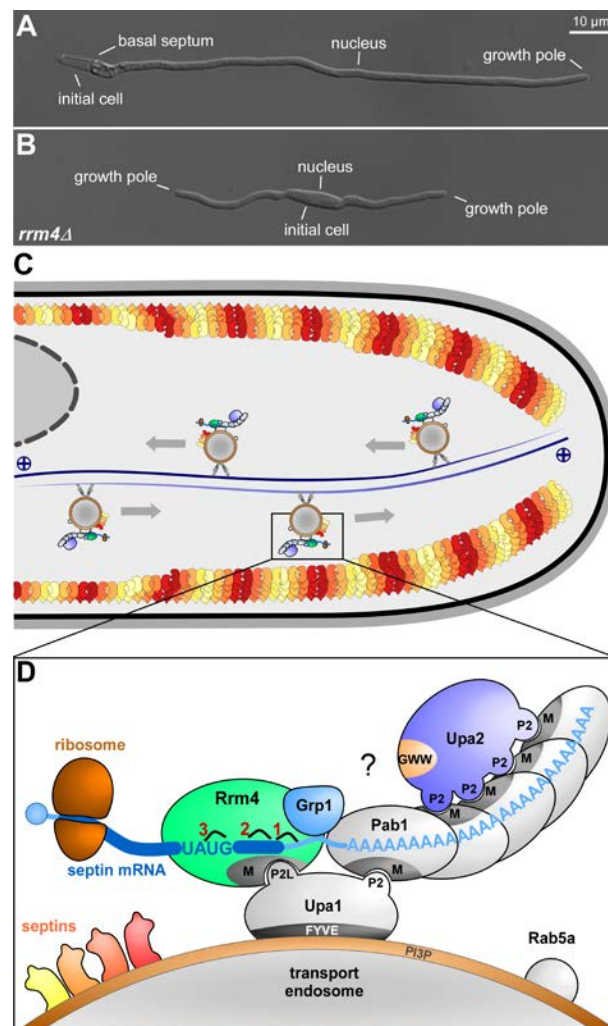 A
basal septum
nucleus
10 µm
growth pole
initial cell
B
growth pole
nucleus
initial cell
growth pole
rrm4Δ
C
⊕
⊕
D
ribosome
septin mRNA
?
Upa2
GWW
P2
P2
P2
P2
M
M
M
M
AAAAAAAAAAAAAAAAAAAAAAAAA
Rrm4
Grp1
Pab1
3
2
1
UAUG
M
P2L
P2
M
Upa1
FYVE
septins
PI3P
Rab5a
transport
endosome